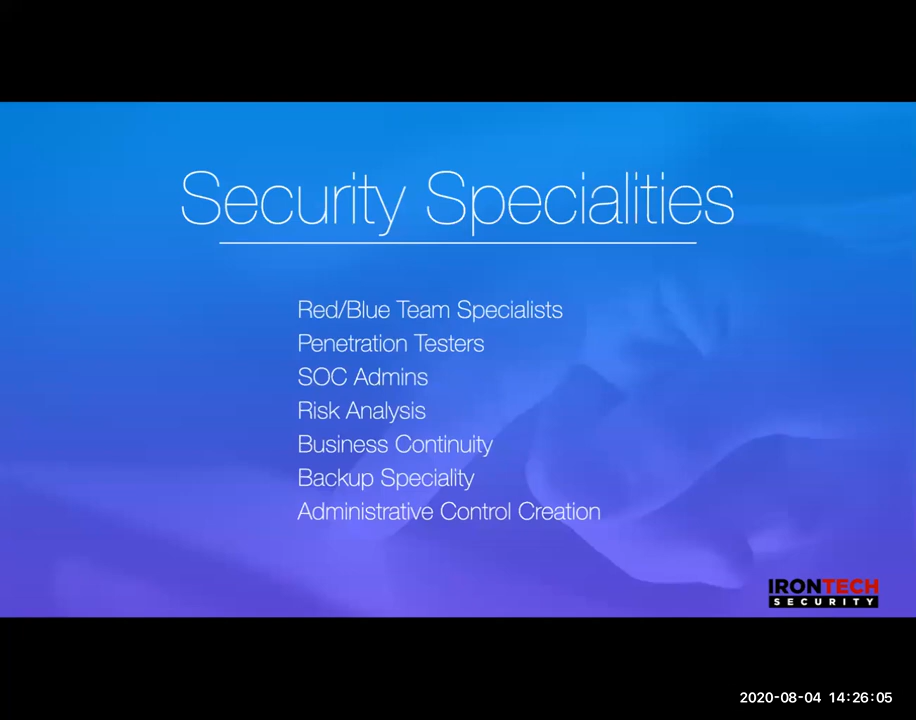 Security Specialities
Red/Blue Team Specialists
Penetration Testers
SOC Admins
Risk Analysis
Business Continuity
Backup Speciality
Administrative Control Creation
IRONTECH
SECURITY
2020-08-04 14:26:05